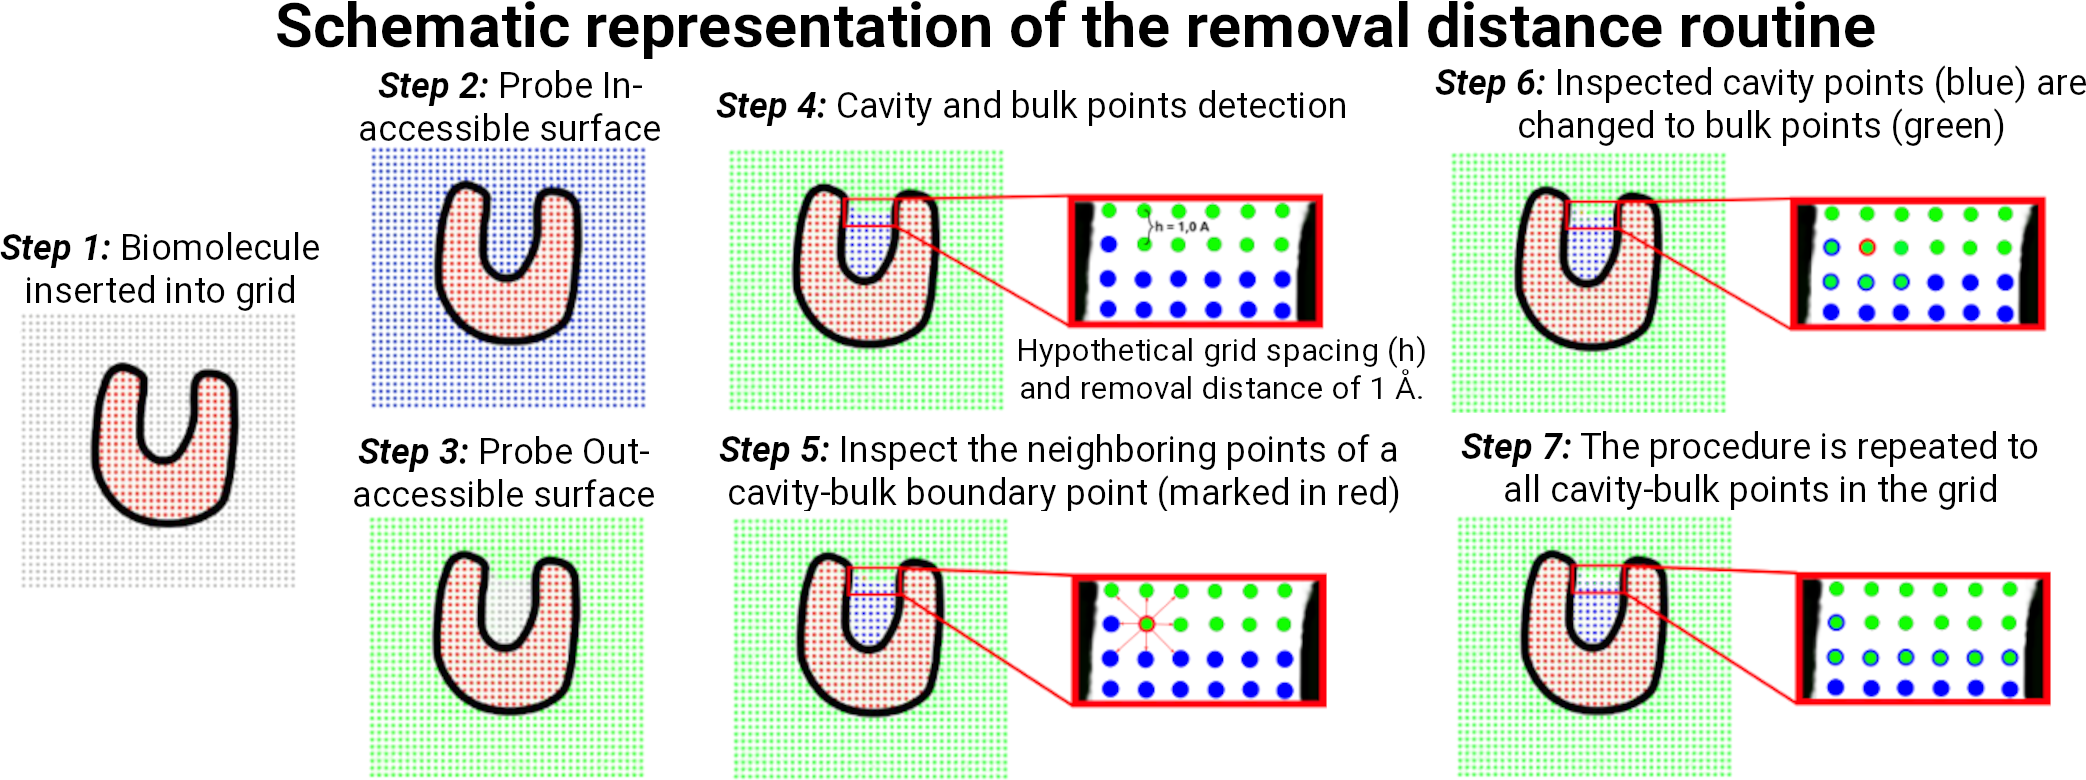 Schematic representation of the removal distance routine
Step 1: Biomolecule
inserted into grid
Step 2: Probe In-
accessible surface
Step 3: Probe Out-
accessible surface
Step 4: Cavity and bulk points detection
h = 1,0 A
Hypothetical grid spacing (h)
and removal distance of 1 Å.
Step 5: Inspect the neighboring points of a
cavity-bulk boundary point (marked in red)
Step 6: Inspected cavity points (blue) are
changed to bulk points (green)
Step 7: The procedure is repeated to
all cavity-bulk points in the grid